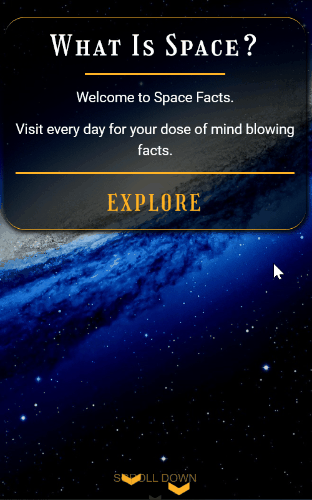 What Is Space?
Welcome to Space Facts.
Visit every day for your dose of mind blowing
facts.
EXPLORE
SCROLL DOWN